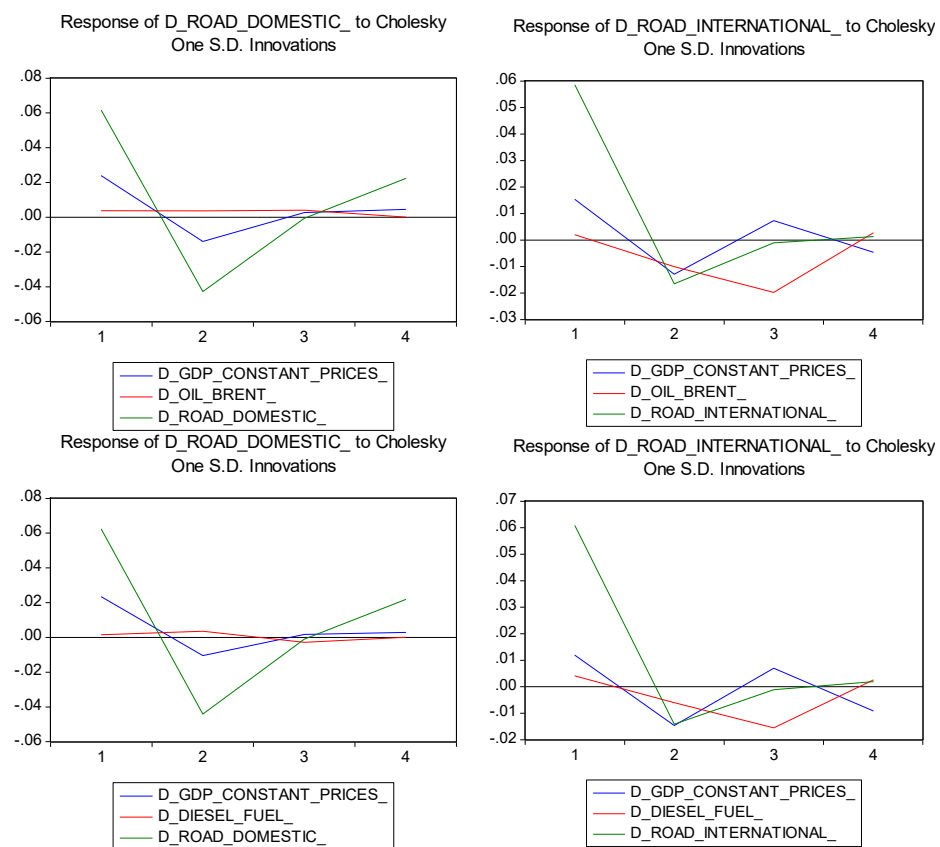 Response of D_ROAD_DOMESTIC_ to Cholesky
One S.D. Innovations
.08
.06
.04
.02
.00
-.02
-.04
-.06
1 2 3 4
D_GDP_CONSTANT_PRICES_
D_OIL_BRENT_
D_ROAD_DOMESTIC_
Response of D_ROAD_INTERNATIONAL_ to Cholesky
One S.D. Innovations
.06
.05
.04
.03
.02
.01
.00
-.01
-.02
-.03
1 2 3 4
D_GDP_CONSTANT_PRICES_
D_OIL_BRENT_
D_ROAD_INTERNATIONAL_
Response of D_ROAD_DOMESTIC_ to Cholesky
One S.D. Innovations
.08
.06
.04
.02
.00
-.02
-.04
-.06
1 2 3 4
D_GDP_CONSTANT_PRICES_
D_DIESEL_FUEL_
D_ROAD_DOMESTIC_
Response of D_ROAD_INTERNATIONAL_ to Cholesky
One S.D. Innovations
.07
.06
.05
.04
.03
.02
.01
.00
-.01
-.02
1 2 3 4
D_GDP_CONSTANT_PRICES_
D_DIESEL_FUEL_
D_ROAD_INTERNATIONAL_